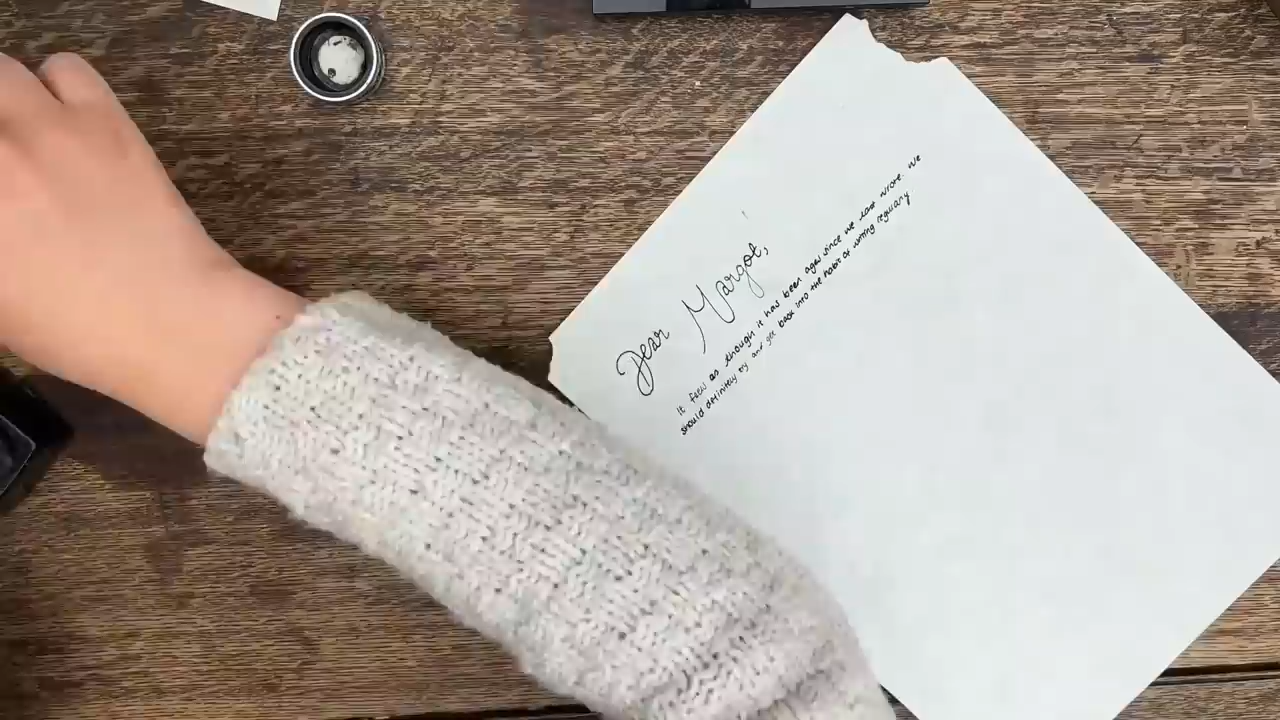 Dear Margot,
It feels as though it has been ages since we last wrote. We
should definitely try and get back into the habit of writing regularly